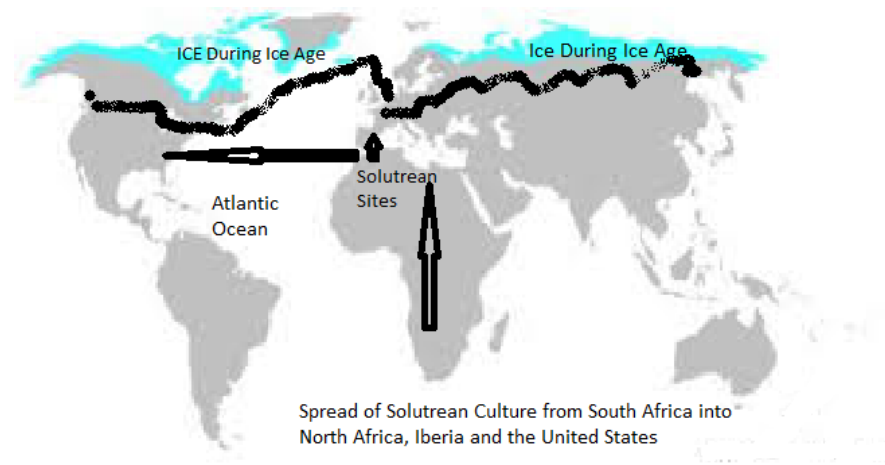 ICE During Ice Age
Ice During Ice Age
Solutrean
Sites
Atlantic
Ocean
Spread of Solutrean Culture from South Africa into
North Africa, Iberia and the United States